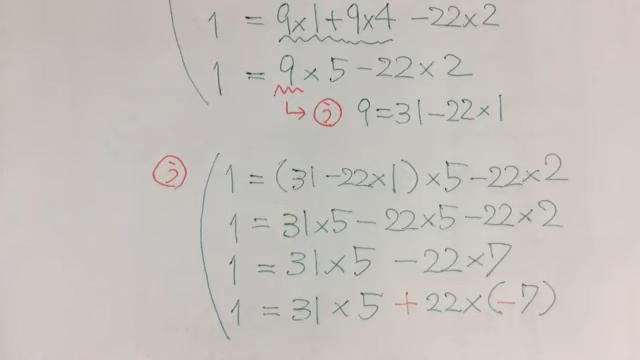 1 = 9×1+9×4 -22×2
1 = 9×5-22×2
↳ う 9=31-22×1
う 1=(31-22×1)×5-22×2
1 = 31×5-22×5-22×2
1 = 31×5 -22×7
1 = 31×5 + 22×(-7)